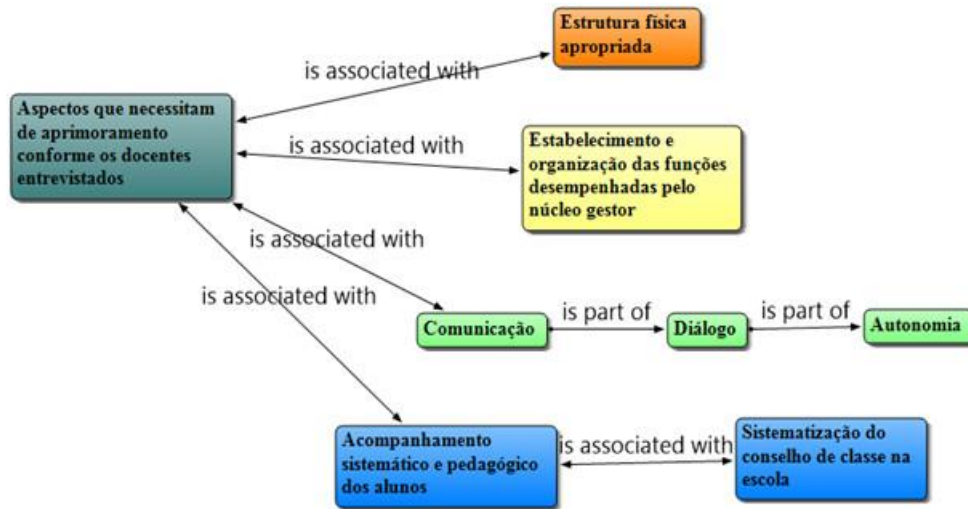 Estrutura física
apropriada
is associated with
Aspectos que necessitam
de aprimoramento
conforme os docentes
entrevistados
is associated with
Estabelecimento e
organização das funções
desempenhadas pelo
núcleo gestor
is associated with
is associated with
Comunicação
is part of
Diálogo
is part of
Autonomia
Acompanhamento
sistemático e pedagógico
dos alunos
is associated with
Sistematização do
conselho de classe na
escola